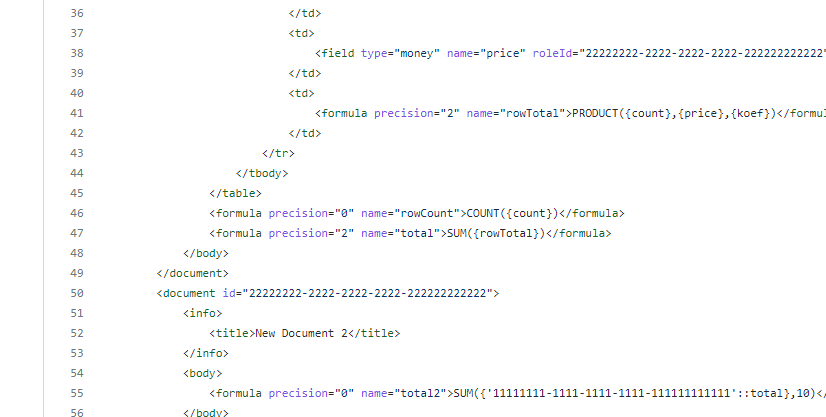 36 </td>
37 <td>
38 <field type="money" name="price" roleId="22222222-2222-2222-2222-222222222222"
39 </td>
40 <td>
41 <formula precision="2" name="rowTotal">PRODUCT({count},{price},{koef})</formul
42 </td>
43 </tr>
44 </tbody>
45 </table>
46 <formula precision="0" name="rowCount">COUNT({count})</formula>
47 <formula precision="2" name="total">SUM({rowTotal})</formula>
48 </body>
49 </document>
50 <document id="22222222-2222-2222-2222-222222222222">
51 <info>
52 <title>New Document 2</title>
53 </info>
54 <body>
55 <formula precision="0" name="total2">SUM({'11111111-1111-1111-1111-111111111111'::total},10)</
56 </body>